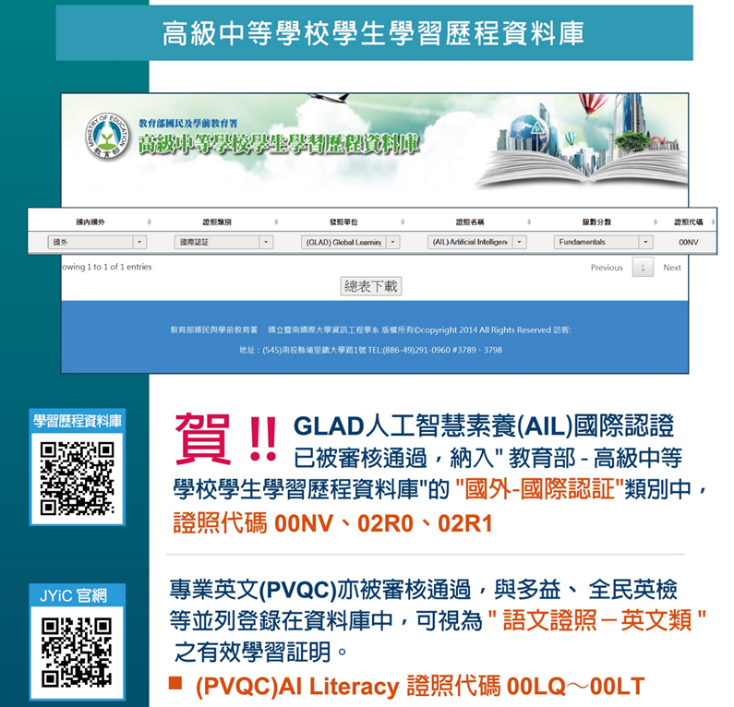 高級中等學校學生學習歷程資料庫
MINISTRY OF EDUCATION
教育部
教育部國民及學前教育署
高級中等學校學生學習歷程資料庫
國內國外 證照類別 發照單位 證照名稱 級數分數 證照代碼
國外 國際認証 (GLAD) Global Learning (AIL) Artificial Intelligen Fundamentals 00NV
owing 1 to 1 of 1 entries Previous 1 Next
總表下載
教育部國民與學前教育署 國立暨南國際大學資訊工程學系 版權所有©copyright 2014 All Rights Reserved 訪客:
地址：(545)南投縣埔里鎮大學路1號 TEL:(886-49)291-0960 #3789、3798
學習歷程資料庫
賀!! GLAD人工智慧素養(AIL)國際認證
已被審核通過，納入" 教育部 - 高級中等
學校學生學習歷程資料庫"的 "國外-國際認証"類別中，
證照代碼 00NV、02R0、02R1
JYiC 官網
專業英文(PVQC)亦被審核通過，與多益、 全民英檢
等並列登錄在資料庫中，可視為 " 語文證照－英文類 "
之有效學習証明。
■ (PVQC)AI Literacy 證照代碼 00LQ～00LT